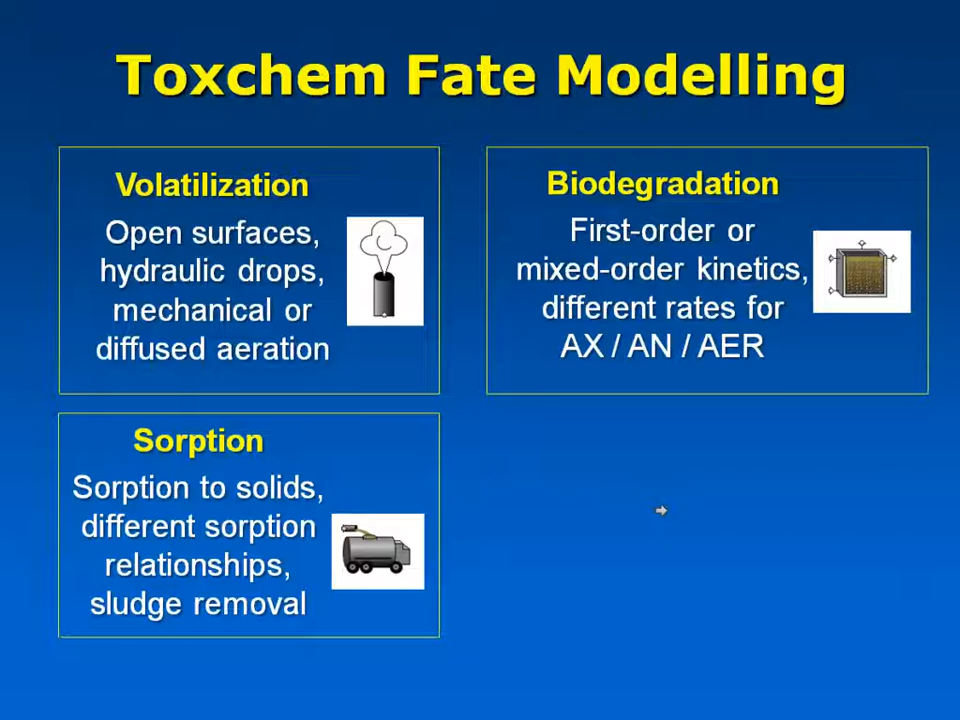 Toxchem Fate Modelling
Volatilization
Open surfaces,
hydraulic drops,
mechanical or
diffused aeration
Biodegradation
First-order or
mixed-order kinetics,
different rates for
AX / AN / AER
Sorption
Sorption to solids,
different sorption
relationships,
sludge removal